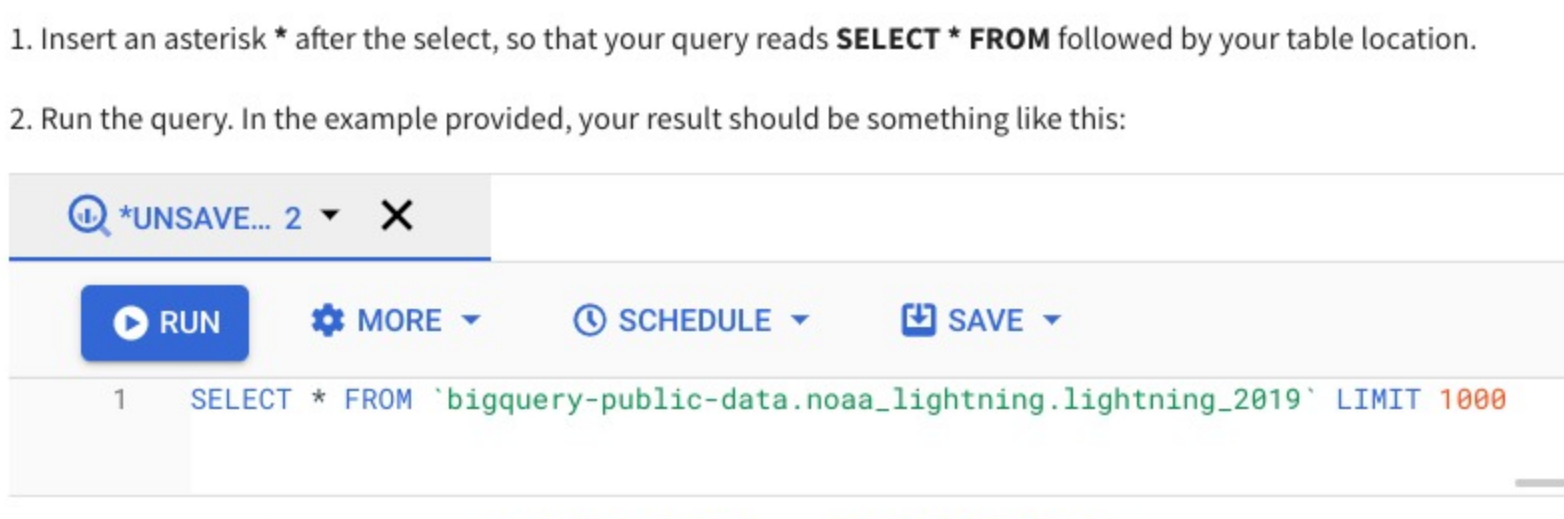 1. Insert an asterisk * after the select, so that your query reads SELECT * FROM followed by your table location.
2. Run the query. In the example provided, your result should be something like this:
*UNSAVE... 2
RUN MORE SCHEDULE SAVE
1 SELECT * FROM `bigquery-public-data.noaa_lightning.lightning_2019` LIMIT 1000